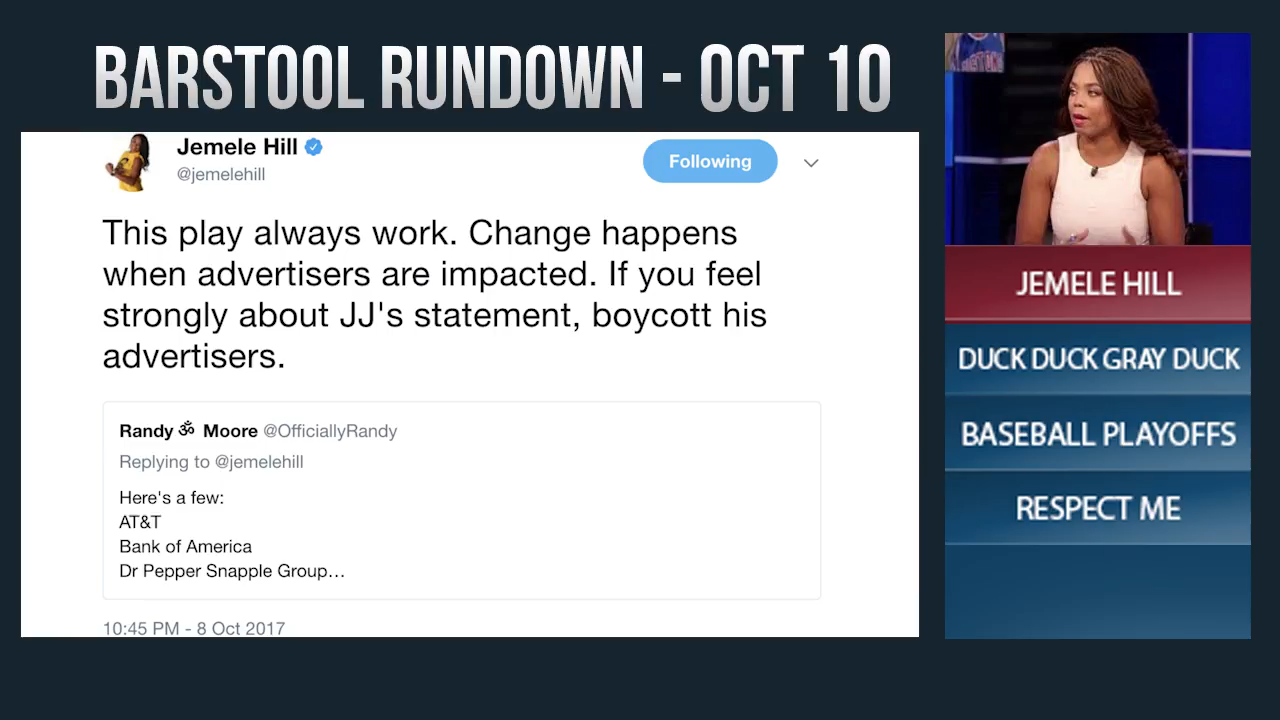 BARSTOOL RUNDOWN - OCT 10
Jemele Hill
@jemelehill
Following
This play always work. Change happens
when advertisers are impacted. If you feel
strongly about JJ's statement, boycott his
advertisers.
Randy ॐ Moore @OfficiallyRandy
Replying to @jemelehill
Here's a few:
AT&T
Bank of America
Dr Pepper Snapple Group…
10:45 PM - 8 Oct 2017
JEMELE HILL
DUCK DUCK GRAY DUCK
BASEBALL PLAYOFFS
RESPECT ME